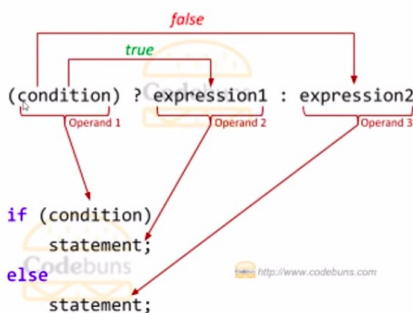 false
true
(condition) ? expression1 : expression2
Operand 1 Operand 2 Operand 3
if (condition)
statement;
Codebuns
else
http://www.codebuns.com
statement;